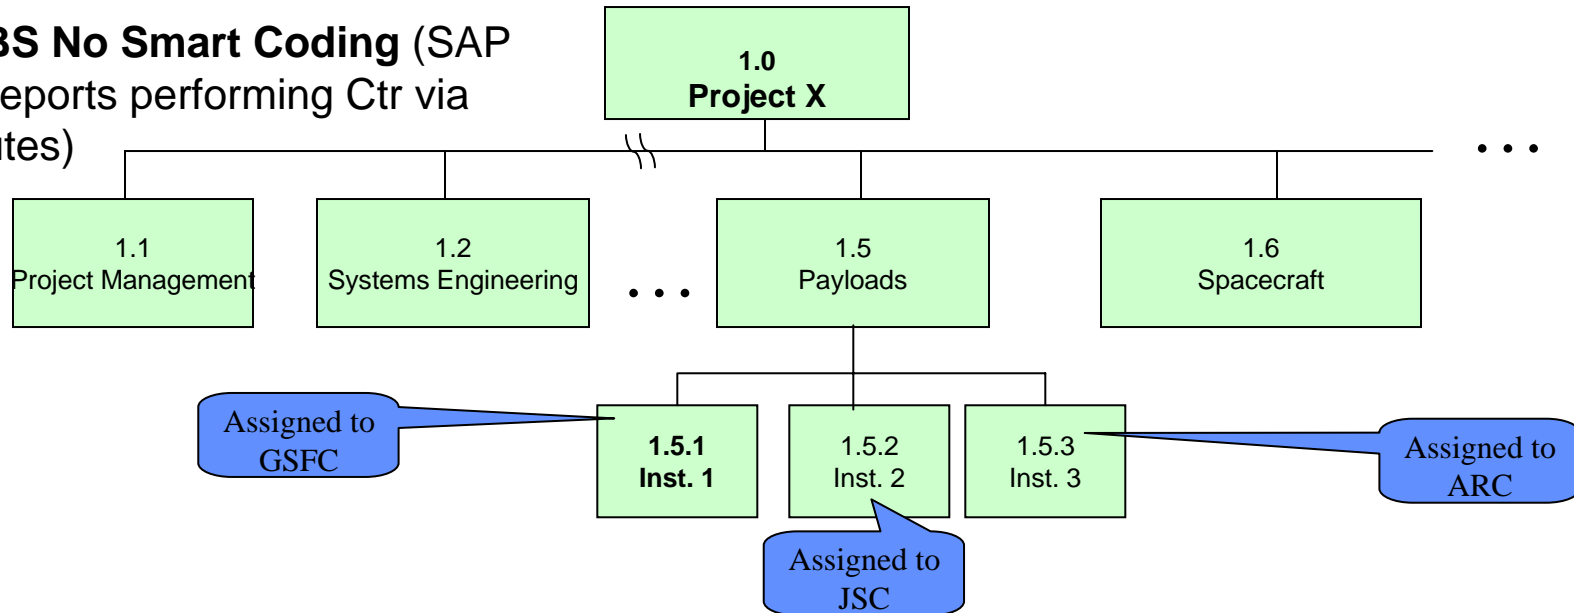 BS No Smart Coding (SAP
eports performing Ctr via
utes)
1.0
Project X
. . .
1.1
Project Management
1.2
Systems Engineering
. . .
1.5
Payloads
1.6
Spacecraft
Assigned to
GSFC
1.5.1
Inst. 1
1.5.2
Inst. 2
1.5.3
Inst. 3
Assigned to
ARC
Assigned to
JSC